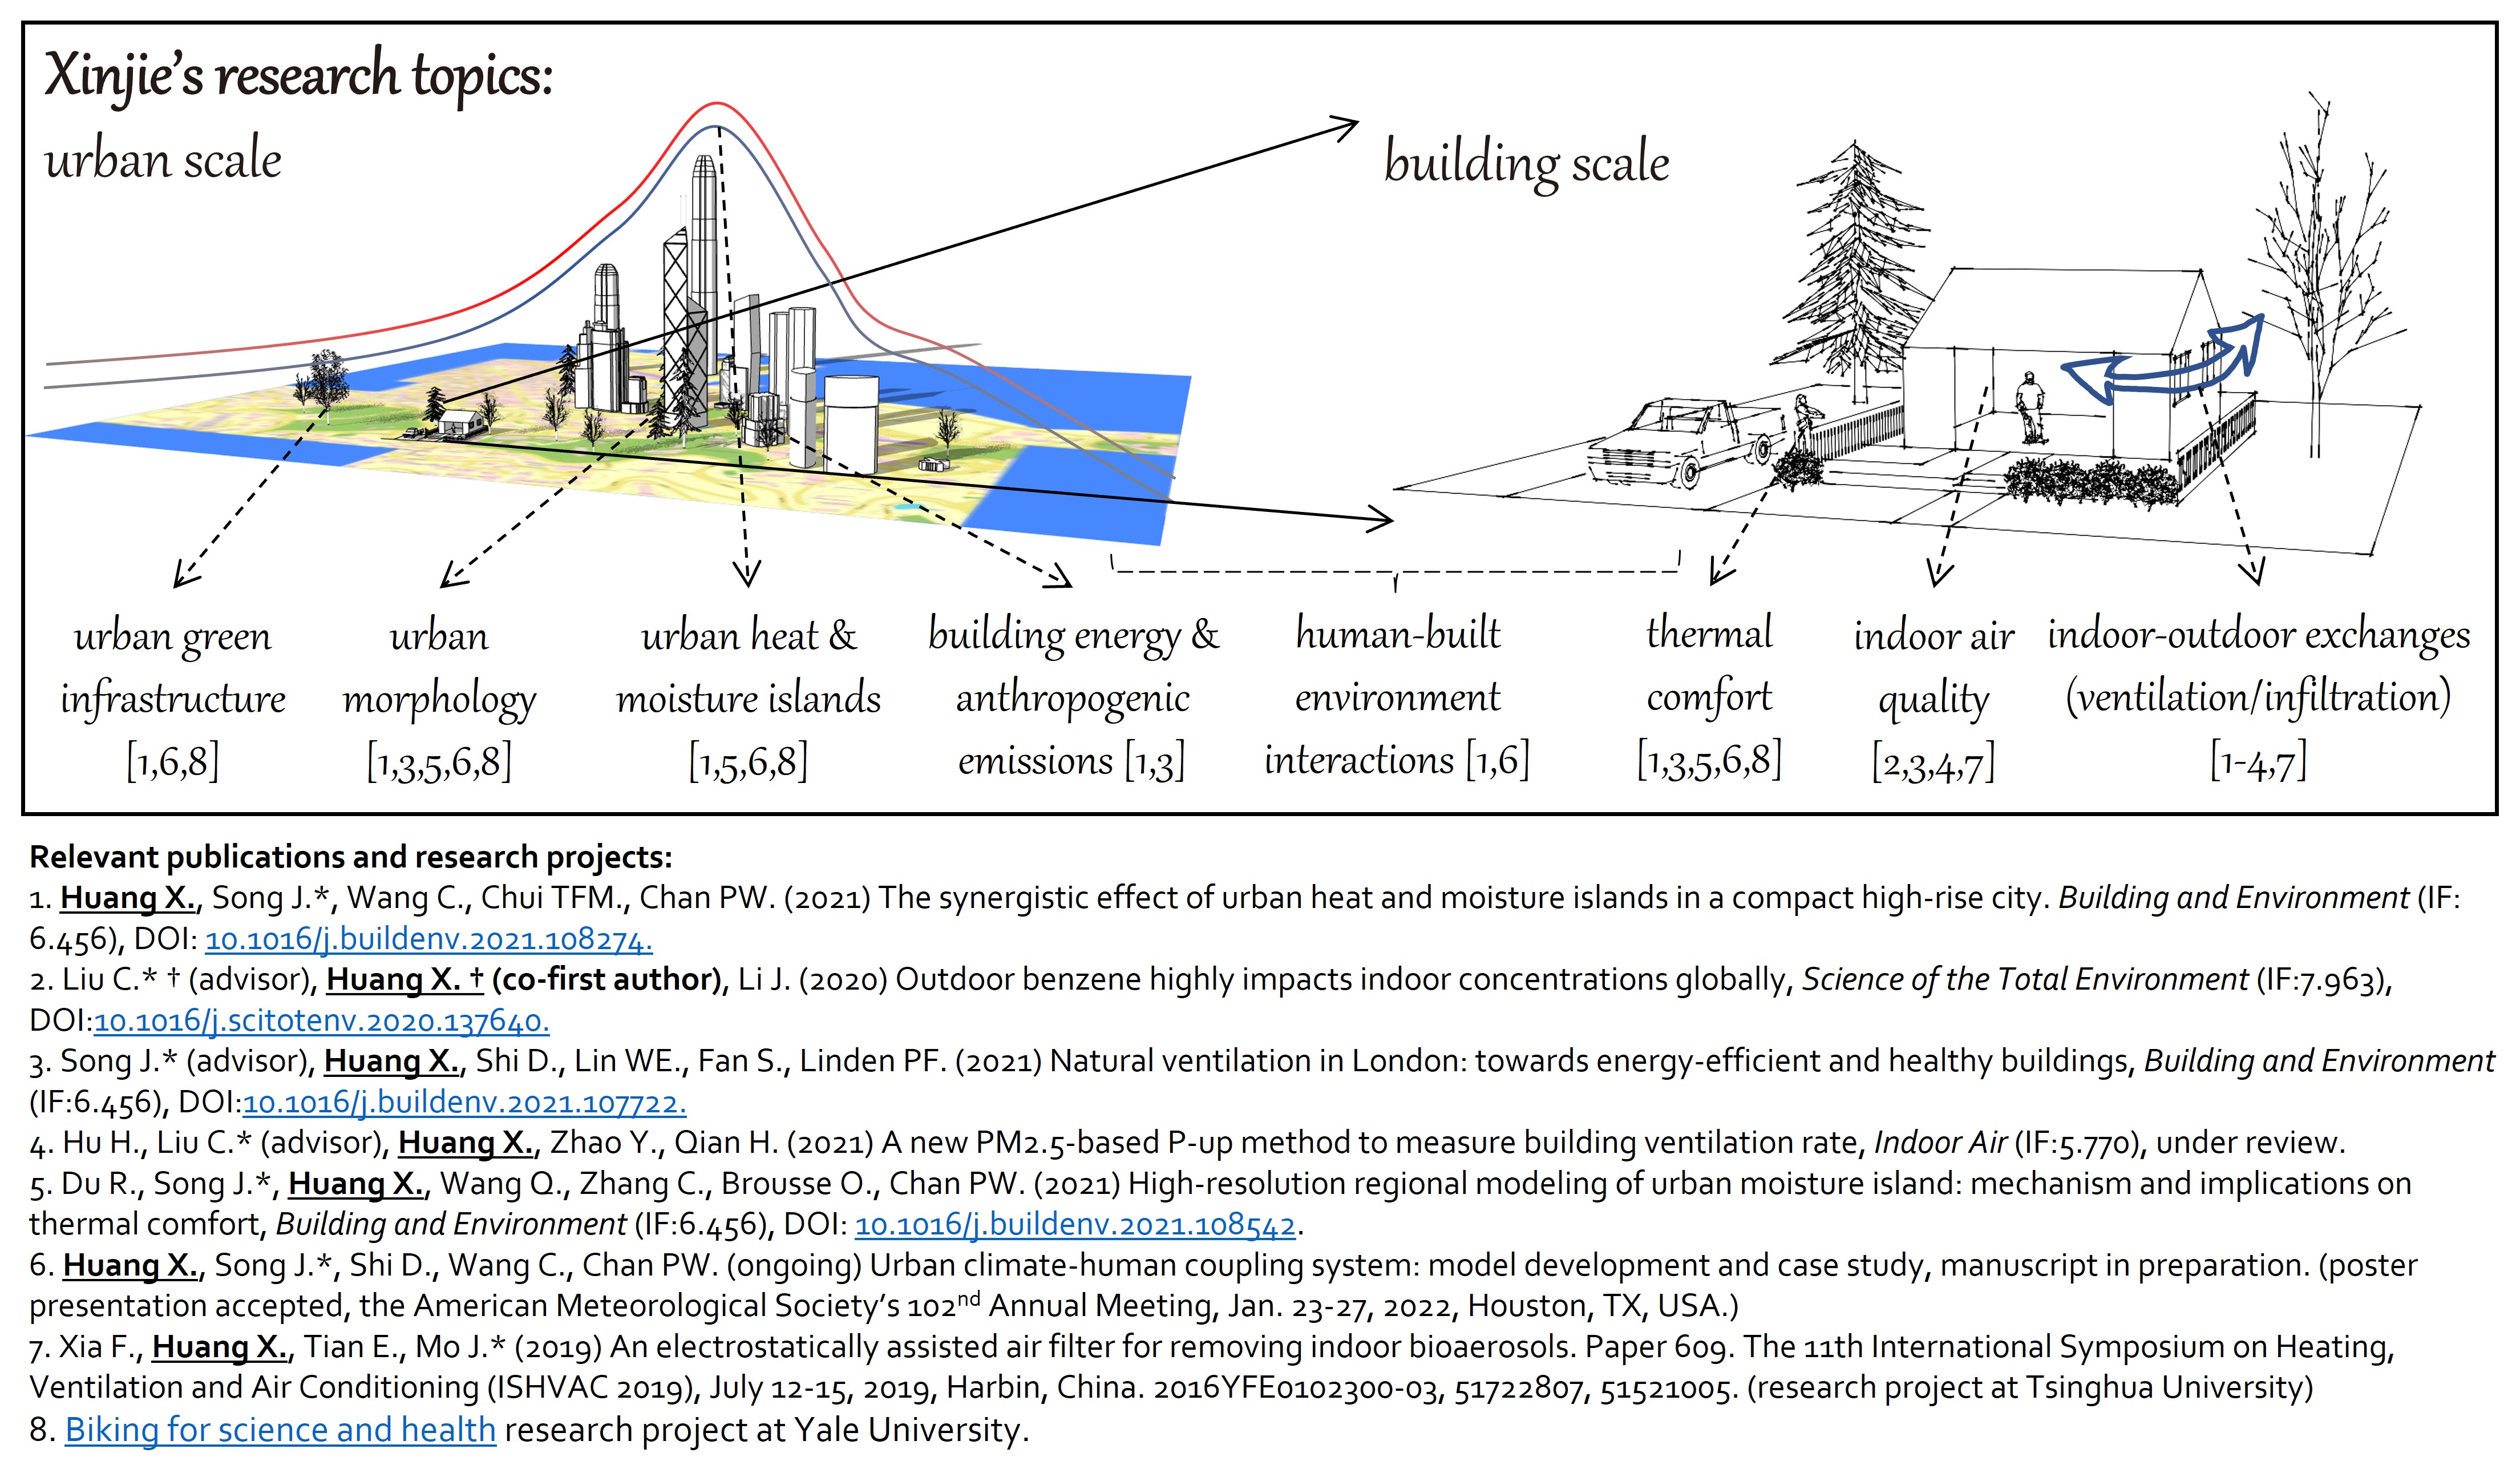 Xinjie’s research topics:
urban scale
building scale
urban green
infrastructure
[1,6,8]
urban
morphology
[1,3,5,6,8]
urban heat &
moisture islands
[1,5,6,8]
building energy &
anthropogenic
emissions [1,3]
human-built
environment
interactions [1,6]
thermal
comfort
[1,3,5,6,8]
indoor air
quality
[2,3,4,7]
indoor-outdoor exchanges
(ventilation/infiltration)
[1-4,7]
Relevant publications and research projects:
1. Huang X., Song J.*, Wang C., Chui TFM., Chan PW. (2021) The synergistic effect of urban heat and moisture islands in a compact high-rise city. Building and Environment (IF:
6.456), DOI: 10.1016/j.buildenv.2021.108274.
2. Liu C.* † (advisor), Huang X. † (co-first author), Li J. (2020) Outdoor benzene highly impacts indoor concentrations globally, Science of the Total Environment (IF:7.963),
DOI:10.1016/j.scitotenv.2020.137640.
3. Song J.* (advisor), Huang X., Shi D., Lin WE., Fan S., Linden PF. (2021) Natural ventilation in London: towards energy-efficient and healthy buildings, Building and Environment
(IF:6.456), DOI:10.1016/j.buildenv.2021.107722.
4. Hu H., Liu C.* (advisor), Huang X., Zhao Y., Qian H. (2021) A new PM2.5-based P-up method to measure building ventilation rate, Indoor Air (IF:5.770), under review.
5. Du R., Song J.*, Huang X., Wang Q., Zhang C., Brousse O., Chan PW. (2021) High-resolution regional modeling of urban moisture island: mechanism and implications on
thermal comfort, Building and Environment (IF:6.456), DOI: 10.1016/j.buildenv.2021.108542.
6. Huang X., Song J.*, Shi D., Wang C., Chan PW. (ongoing) Urban climate-human coupling system: model development and case study, manuscript in preparation. (poster
presentation accepted, the American Meteorological Society’s 102nd Annual Meeting, Jan. 23-27, 2022, Houston, TX, USA.)
7. Xia F., Huang X., Tian E., Mo J.* (2019) An electrostatically assisted air filter for removing indoor bioaerosols. Paper 609. The 11th International Symposium on Heating,
Ventilation and Air Conditioning (ISHVAC 2019), July 12-15, 2019, Harbin, China. 2016YFE0102300-03, 51722807, 51521005. (research project at Tsinghua University)
8. Biking for science and health research project at Yale University.